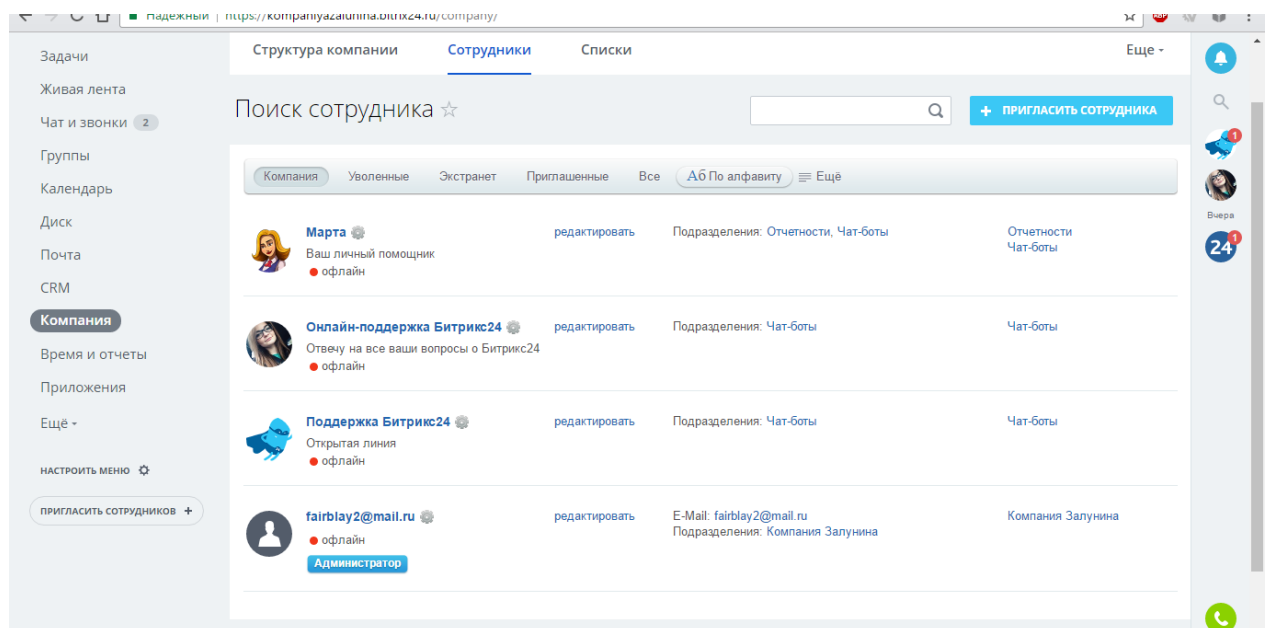 Надежный | https://kompaniyazalunina.bitrix24.ru/company/
ABP
Задачи
Живая лента
Чат и звонки 2
Группы
Календарь
Диск
Почта
CRM
Компания
Время и отчеты
Приложения
Ещё
НАСТРОИТЬ МЕНЮ
ПРИГЛАСИТЬ СОТРУДНИКОВ +
Структура компании Сотрудники Списки Еще
Поиск сотрудника
+ ПРИГЛАСИТЬ СОТРУДНИКА
Компания Уволенные Экстранет Приглашенные Все Аб По алфавиту Ещё
Марта редактировать Подразделения: Отчетности, Чат-боты Отчетности
Ваш личный помощник Чат-боты
офлайн
Онлайн-поддержка Битрикс24 редактировать Подразделения: Чат-боты Чат-боты
Отвечу на все ваши вопросы о Битрикс24
офлайн
Поддержка Битрикс24 редактировать Подразделения: Чат-боты Чат-боты
Открытая линия
офлайн
fairblay2@mail.ru редактировать E-Mail: fairblay2@mail.ru Компания Залунина
Подразделения: Компания Залунина
офлайн
Администратор
1
Вчера
24 1